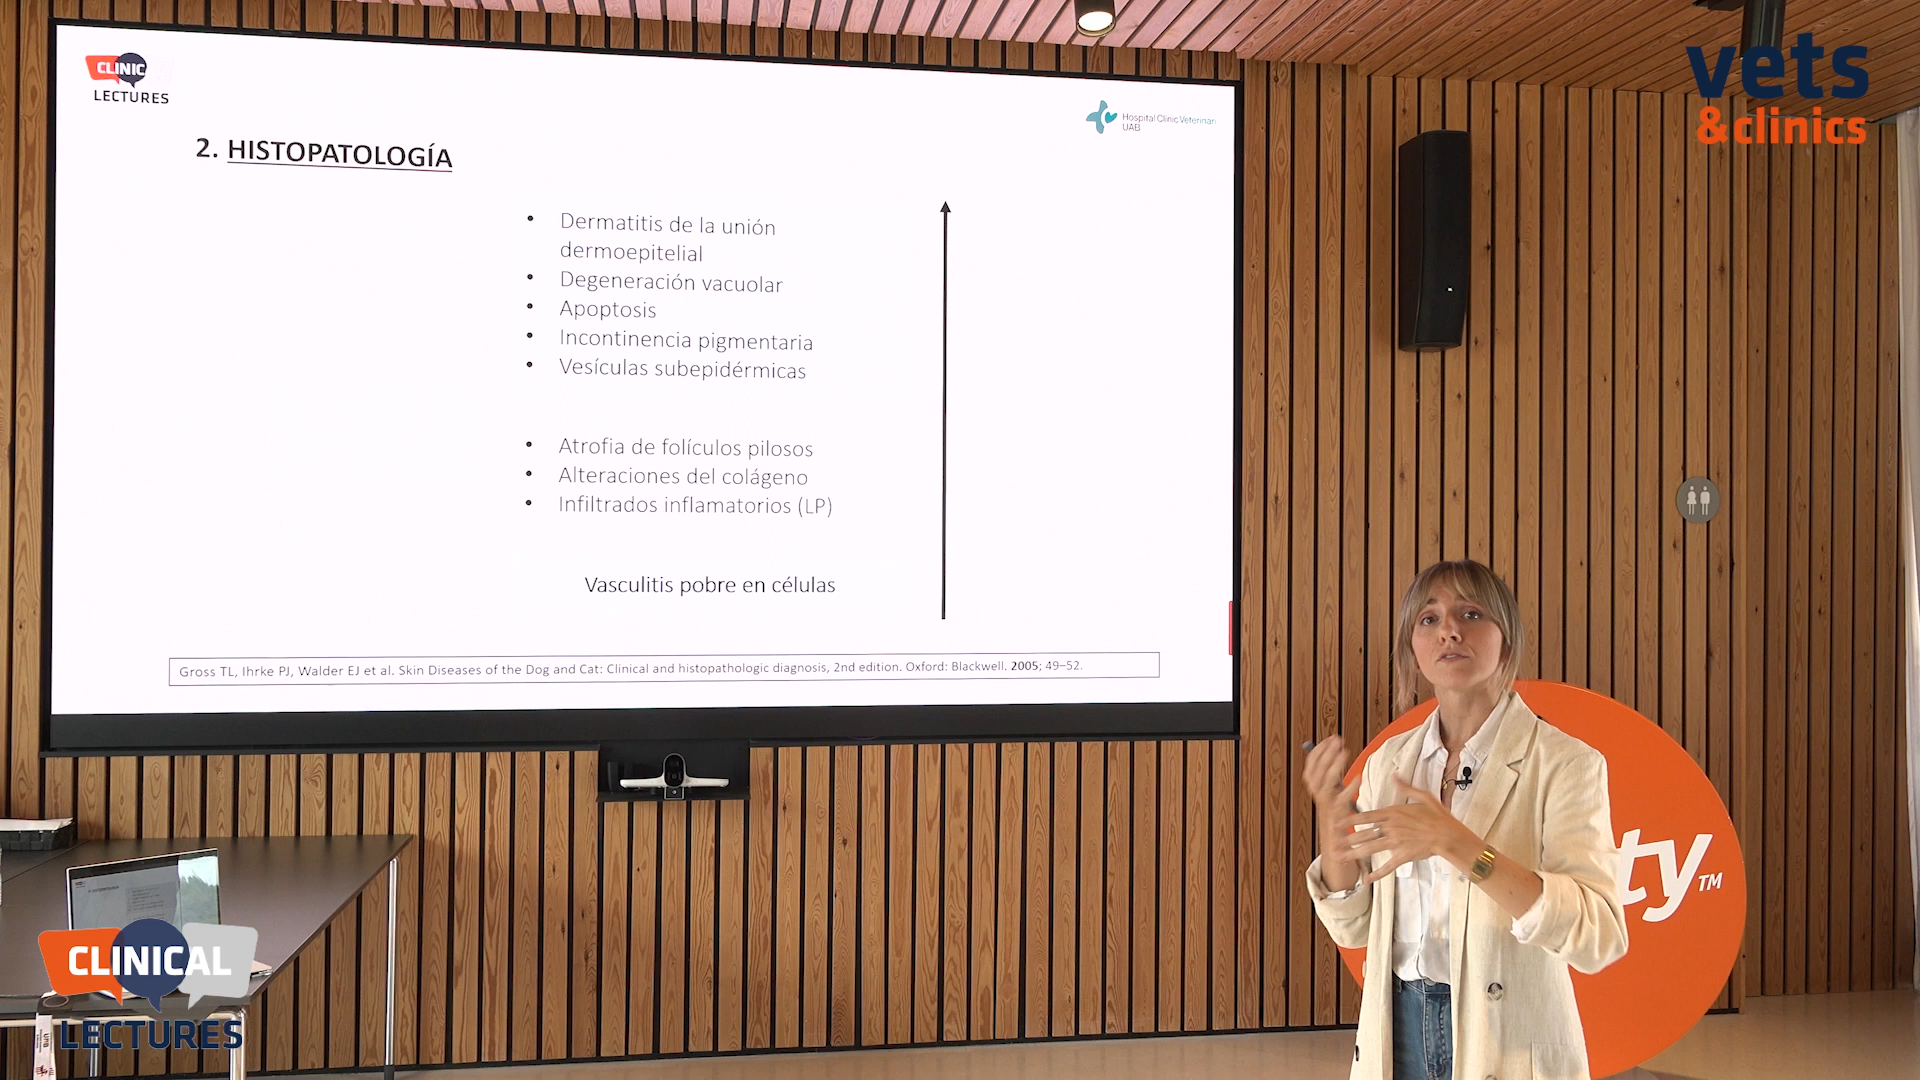 CLINIC
LECTURES
Hospital Clínic Veterinari
UAB
vets
&clinics
2. HISTOPATOLOGÍA
• Dermatitis de la unión
dermoepitelial
• Degeneración vacuolar
• Apoptosis
• Incontinencia pigmentaria
• Vesículas subepidérmicas
• Atrofia de folículos pilosos
• Alteraciones del colágeno
• Infiltrados inflamatorios (LP)
Vasculitis pobre en células
Gross TL, Ihrke PJ, Walder EJ et al. Skin Diseases of the Dog and Cat: Clinical and histopathologic diagnosis, 2nd edition. Oxford: Blackwell. 2005; 49–52.
ty™
CLINICAL
LECTURES